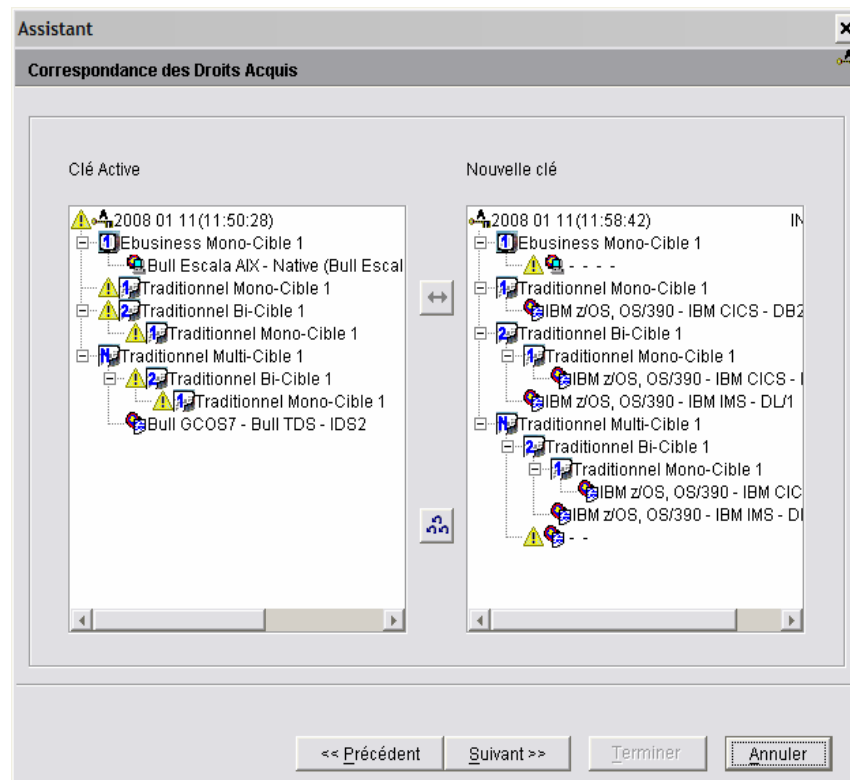 Assistant
Correspondance des Droits Acquis
Clé Active
2008 01 11(11:50:28)
Ebusiness Mono-Cible 1
Bull Escala AIX - Native (Bull Escal
Traditionnel Mono-Cible 1
Traditionnel Bi-Cible 1
Traditionnel Mono-Cible 1
Traditionnel Multi-Cible 1
Traditionnel Bi-Cible 1
Traditionnel Mono-Cible 1
Bull GCOS7 - Bull TDS - IDS2
Nouvelle clé
2008 01 11(11:58:42) IN
Ebusiness Mono-Cible 1
- - - -
Traditionnel Mono-Cible 1
IBM z/OS, OS/390 - IBM CICS - DB2
Traditionnel Bi-Cible 1
Traditionnel Mono-Cible 1
IBM z/OS, OS/390 - IBM CICS -
IBM z/OS, OS/390 - IBM IMS - DL/1
Traditionnel Multi-Cible 1
Traditionnel Bi-Cible 1
Traditionnel Mono-Cible 1
IBM z/OS, OS/390 - IBM CIC
IBM z/OS, OS/390 - IBM IMS - DI
- -
<< Précédent
Suivant >>
Terminer
Annuler